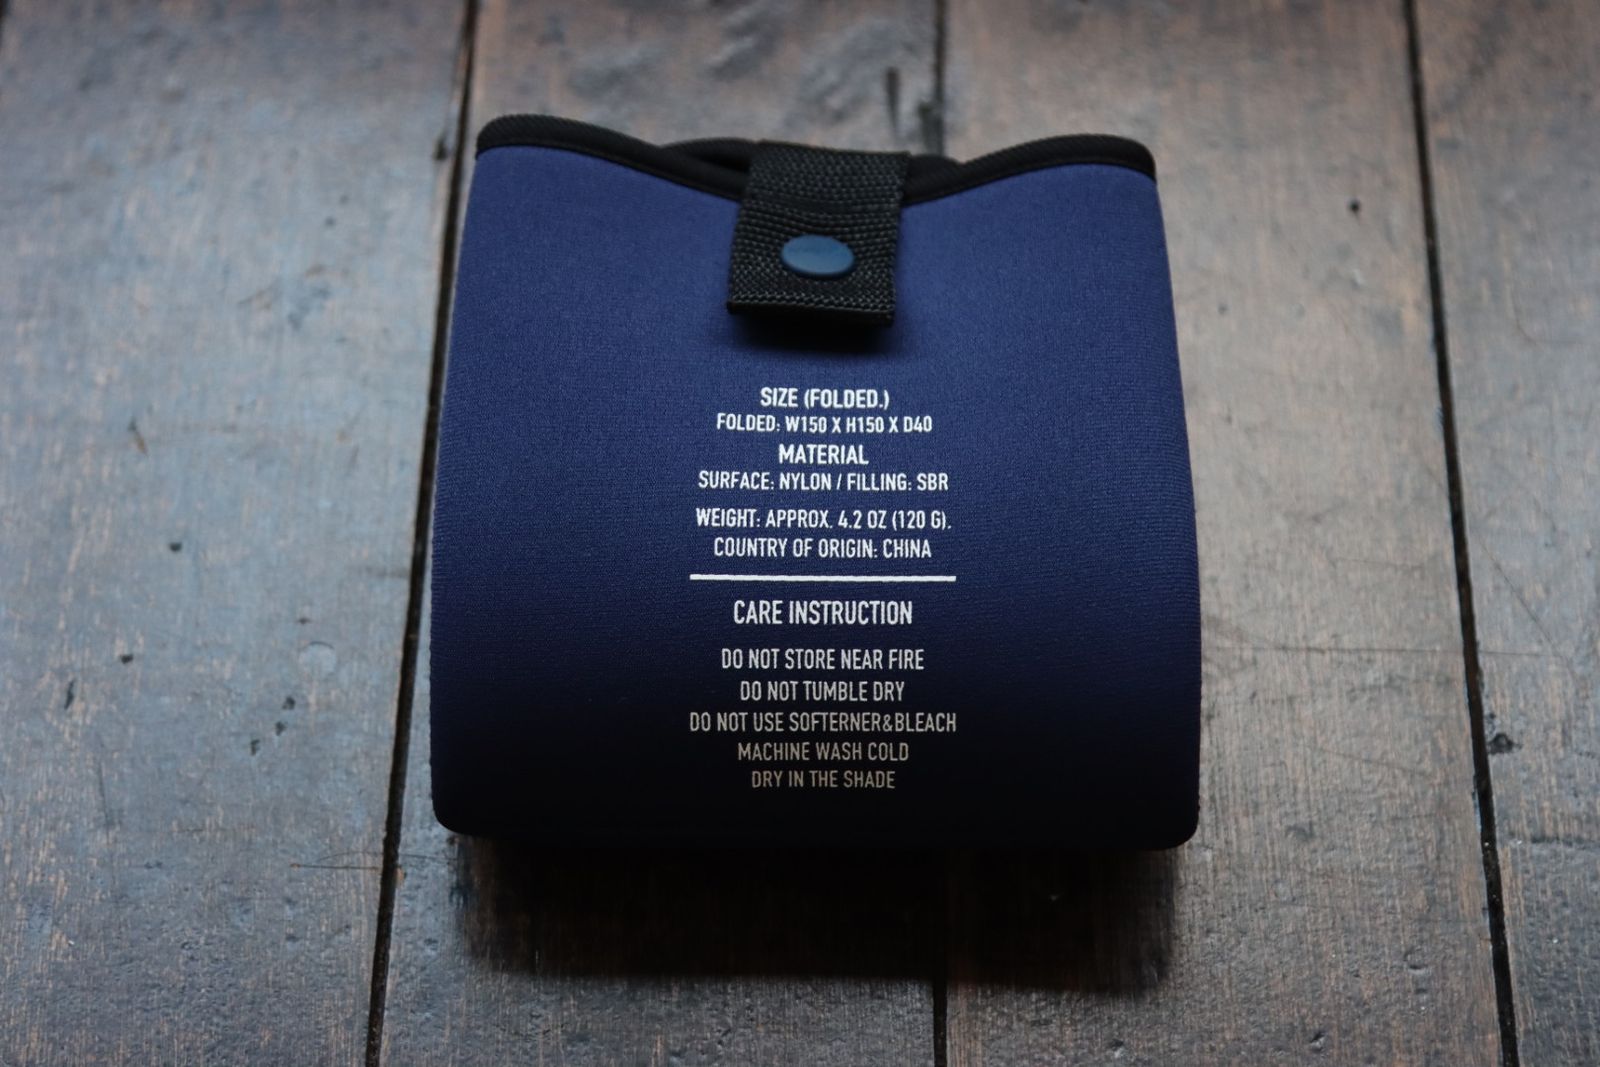 SIZE (FOLDED.)
FOLDED: W150 X H150 X D40
MATERIAL
SURFACE: NYLON / FILLING: SBR
WEIGHT: APPROX. 4.2 OZ (120 G).
COUNTRY OF ORIGIN: CHINA
CARE INSTRUCTION
DO NOT STORE NEAR FIRE
DO NOT TUMBLE DRY
DO NOT USE SOFTERNER&BLEACH
MACHINE WASH COLD
DRY IN THE SHADE